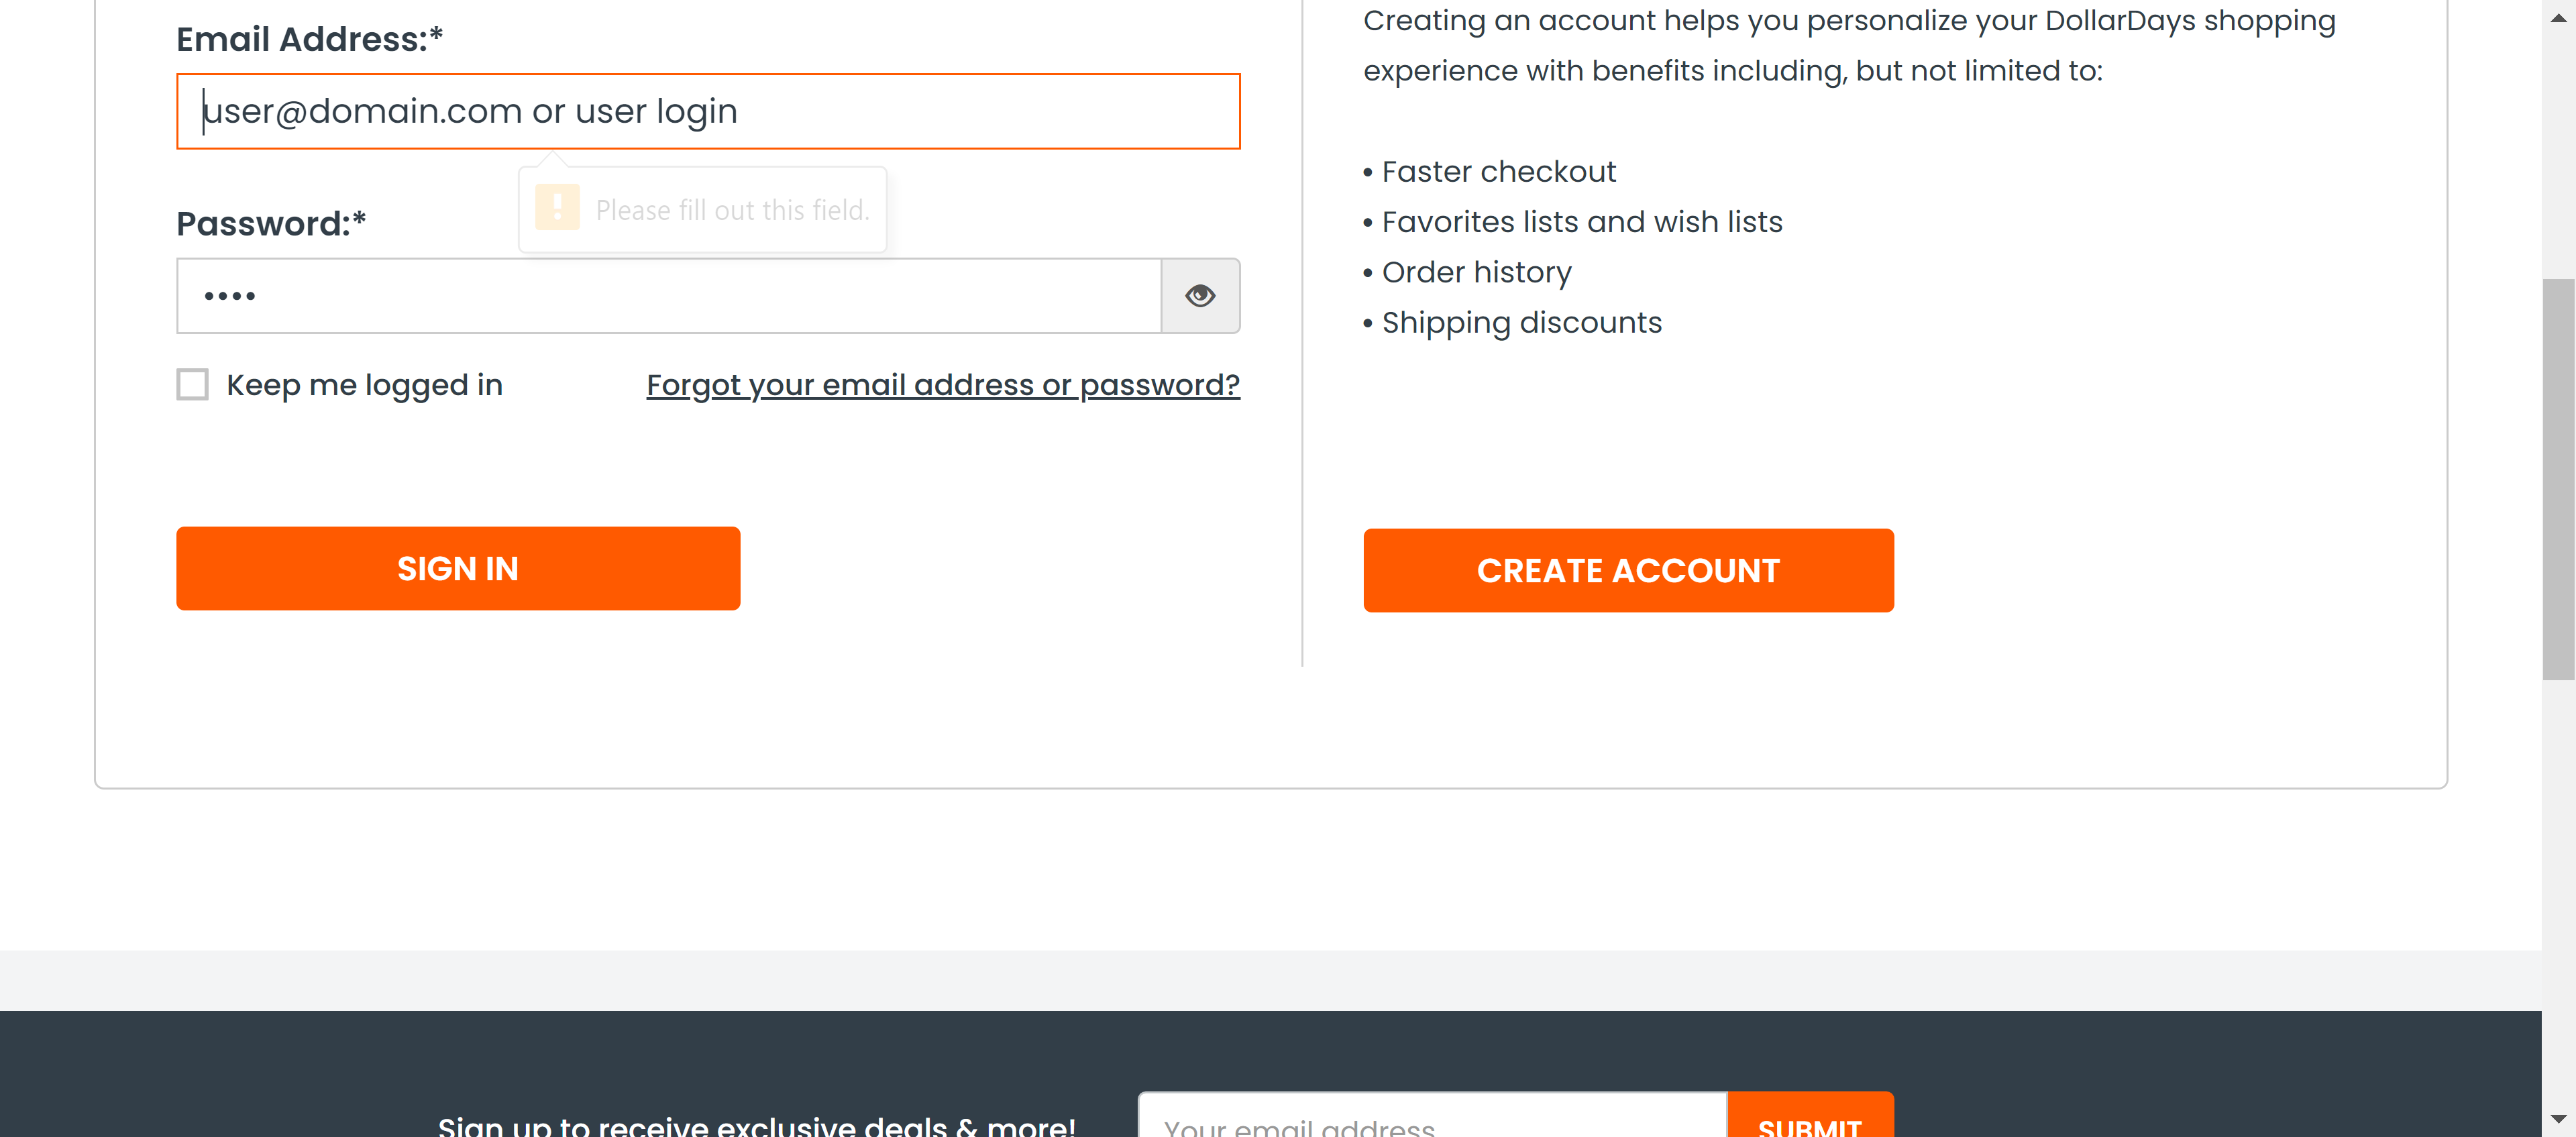 Email Address:*
user@domain.com or user login
Please fill out this field.
Password:*
••••
Keep me logged in
Forgot your email address or password?
SIGN IN
Creating an account helps you personalize your DollarDays shopping
experience with benefits including, but not limited to:
• Faster checkout
• Favorites lists and wish lists
• Order history
• Shipping discounts
CREATE ACCOUNT
Sign up to receive exclusive deals & more!
Your email address
SUBMIT